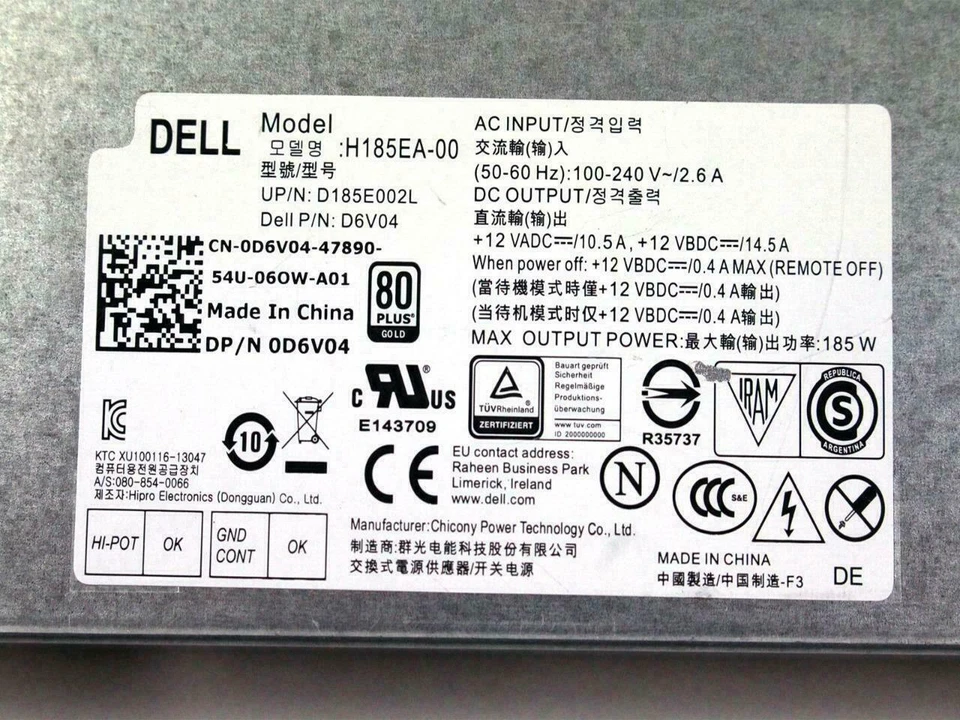 DELL
Model
모델명 :H185EA-00
型號/型号
UP/N: D185E002L
Dell P/N: D6V04
CN-0D6V04-47890-
54U-06OW-A01
Made In China
DP/N 0D6V04
80
PLUS®
GOLD
AC INPUT/정격입력
交流輸(输)入
(50-60 Hz):100-240 V~/2.6 A
DC OUTPUT/정격출력
直流輸(输)出
+12 VADC⎓/10.5 A, +12 VBDC⎓/14.5 A
When power off: +12 VBDC⎓/0.4 A MAX (REMOTE OFF)
(當待機模式時僅+12 VBDC⎓/0.4 A輸出)
(当待机模式时仅+12 VBDC⎓/0.4 A输出)
MAX OUTPUT POWER:最大輸(输)出功率:185 W
KTC XU100116-13047
컴퓨터용전원공급장치
A/S:080-854-0066
제조자:Hipro Electronics (Dongguan) Co., Ltd.
10
c RU® US
E143709
TÜVRheinland
ZERTIFIZIERT
Bauart geprüft
Sicherheit
Regelmäßige
Produktions-
überwachung
www.tuv.com
ID 2000000000
R35737
IRAM
REPUBLICA
S
ARGENTINA
CE
EU contact address:
Raheen Business Park
Limerick, Ireland
www.dell.com
N
CCC S&E
HI-POT OK
GND CONT OK
Manufacturer:Chicony Power Technology Co., Ltd.
制造商:群光电能科技股份有限公司
交換式電源供應器/开关电源
MADE IN CHINA
中國製造/中国制造-F3
DE